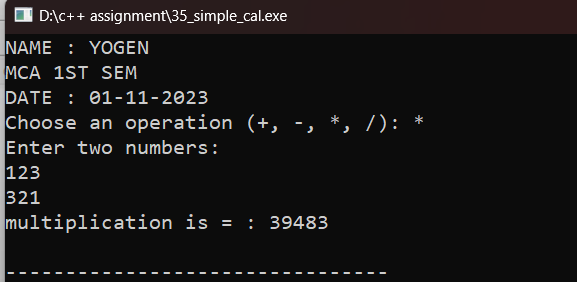 D:\c++ assignment\35_simple_cal.exe
NAME : YOGEN
MCA 1ST SEM
DATE : 01-11-2023
Choose an operation (+, -, *, /): *
Enter two numbers:
123
321
multiplication is = : 39483
--------------------------------